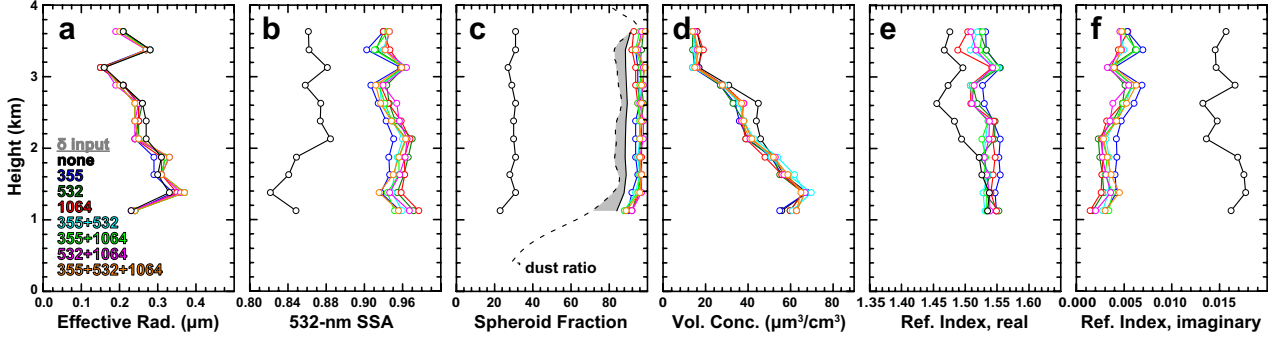 a b c d e f
4
3
2
1
0
Height (km)
δ Input
none
355
532
1064
355+532
355+1064
532+1064
355+532+1064
dust ratio
0.0 0.1 0.2 0.3 0.4
0.80 0.84 0.88 0.92 0.96
0 20 40 60 80 100
0 20 40 60 80 100
1.35 1.40 1.45 1.50 1.55 1.60
0.000 0.005 0.010 0.015
Effective Rad. (μm)
532-nm SSA
Spheroid Fraction
Vol. Conc. (μm³/cm³)
Ref. Index, real
Ref. Index, imaginary